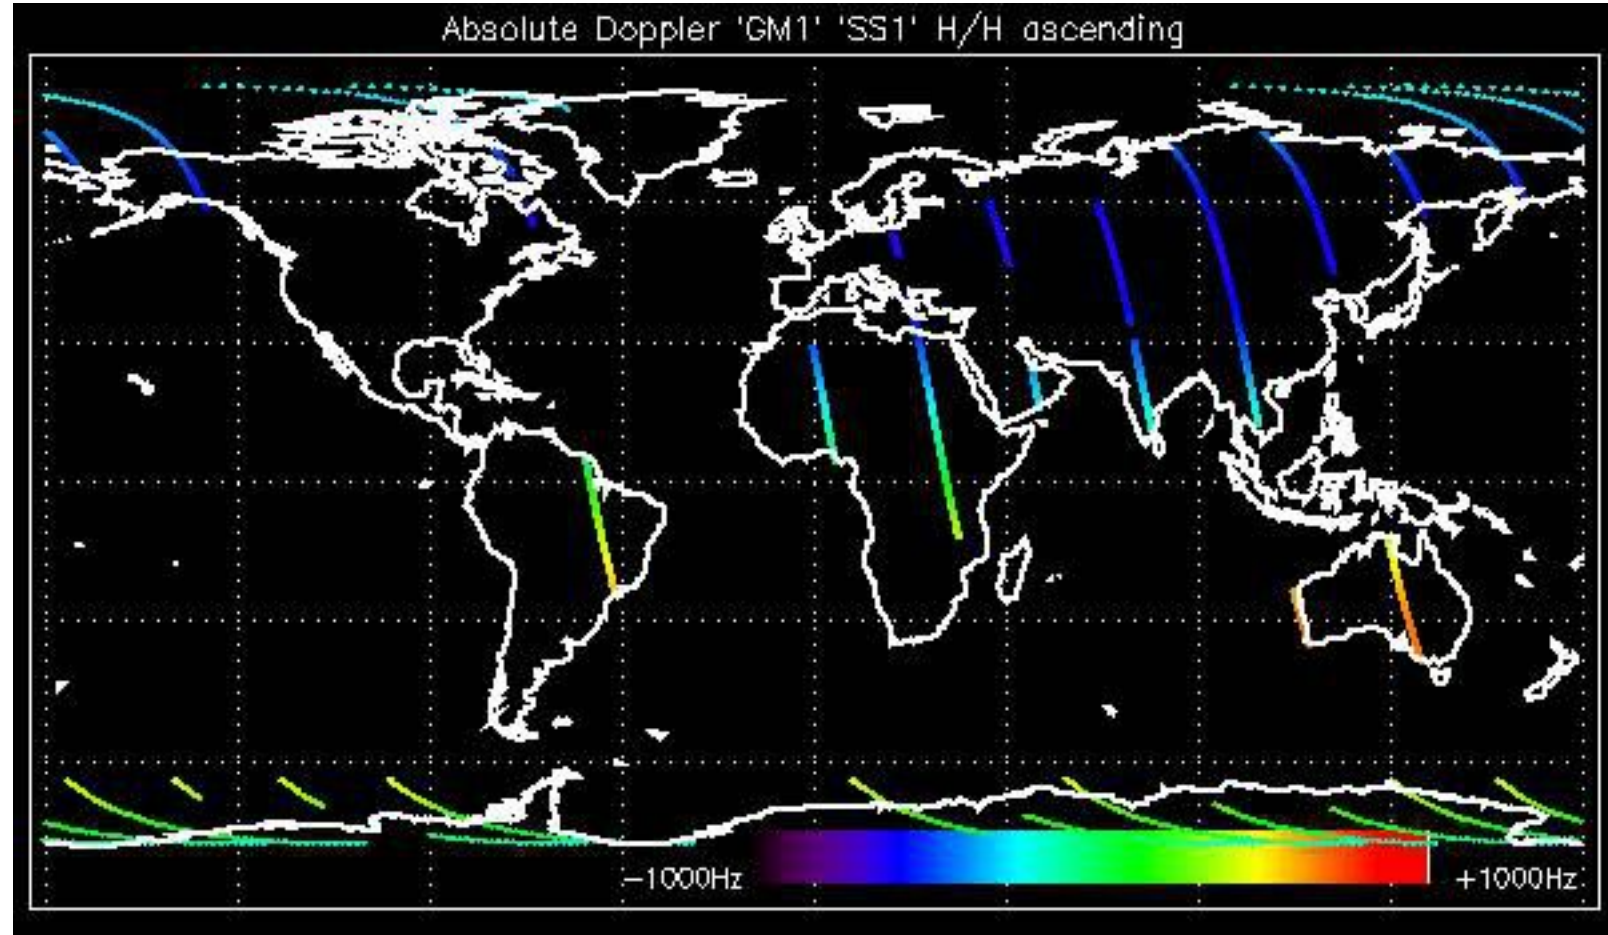 Absolute Doppler 'GM1' 'SS1' H/H ascending
−1000Hz +1000Hz